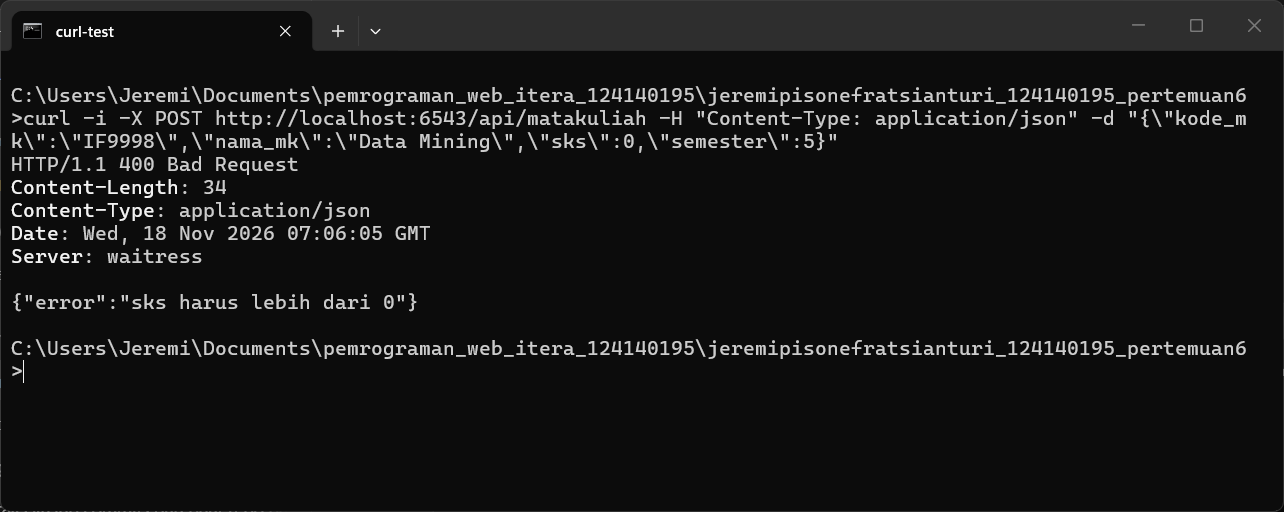 curl-test
C:\Users\Jeremi\Documents\pemrograman_web_itera_124140195\jeremipisonefratsianturi_124140195_pertemuan6
>curl -i -X POST http://localhost:6543/api/matakuliah -H "Content-Type: application/json" -d "{\"kode_m
k\":\"IF9998\",\"nama_mk\":\"Data Mining\",\"sks\":0,\"semester\":5}"
HTTP/1.1 400 Bad Request
Content-Length: 34
Content-Type: application/json
Date: Wed, 18 Nov 2026 07:06:05 GMT
Server: waitress
{"error":"sks harus lebih dari 0"}
C:\Users\Jeremi\Documents\pemrograman_web_itera_124140195\jeremipisonefratsianturi_124140195_pertemuan6
>